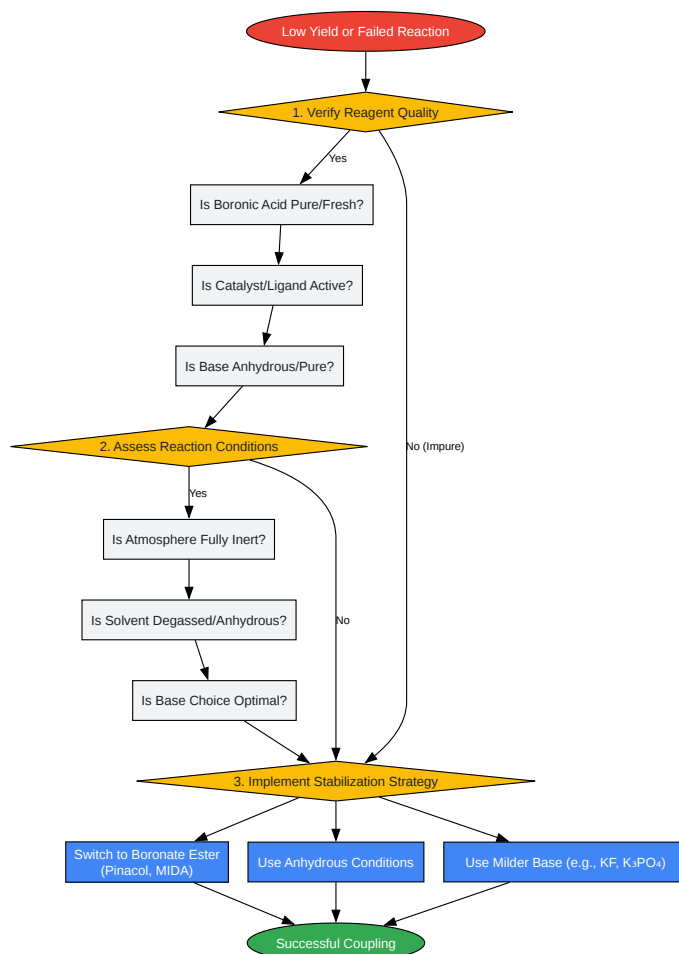 Low Yield or Failed Reaction
1. Verify Reagent Quality
Yes
Is Boronic Acid Pure/Fresh?
Is Catalyst/Ligand Active?
Is Base Anhydrous/Pure?
2. Assess Reaction Conditions
No (Impure)
Yes
Is Atmosphere Fully Inert?
Is Solvent Degassed/Anhydrous?
No
Is Base Choice Optimal?
3. Implement Stabilization Strategy
Switch to Boronate Ester
(Pinacol, MIDA)
Use Anhydrous Conditions
Use Milder Base (e.g., KF, K₃PO₄)
Successful Coupling